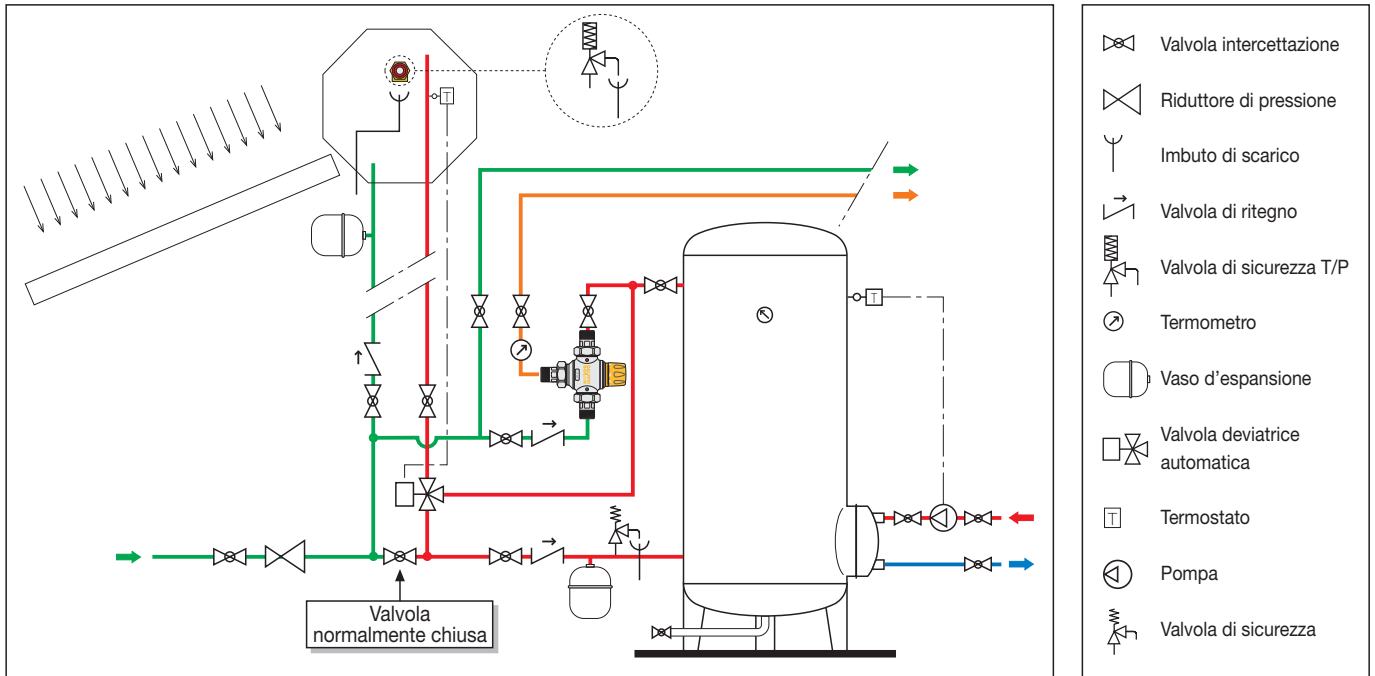 T
T
Valvola
normalmente chiusa
Valvola intercettazione
Riduttore di pressione
Imbuto di scarico
Valvola di ritegno
Valvola di sicurezza T/P
Termometro
Vaso d'espansione
Valvola deviatrice
automatica
T
Termostato
Pompa
Valvola di sicurezza